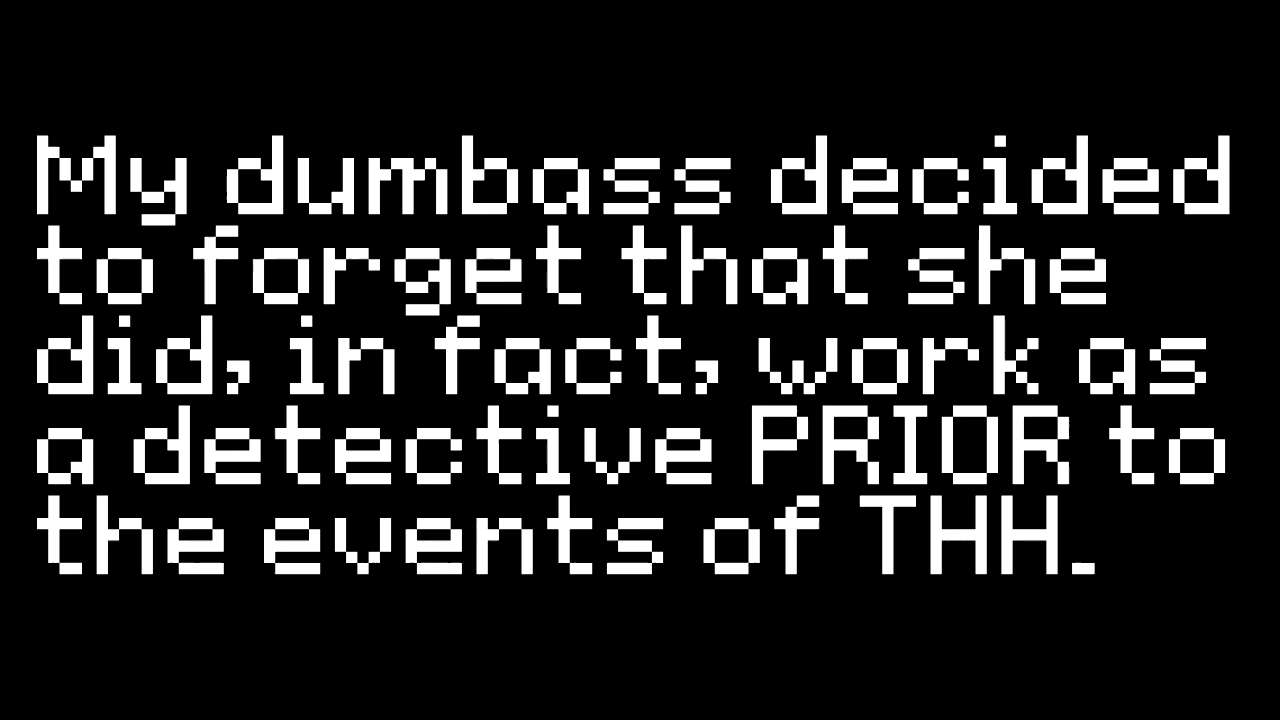 My dumbass decided
to forget that she
did, in fact, work as
a detective PRIOR to
the events of THH.